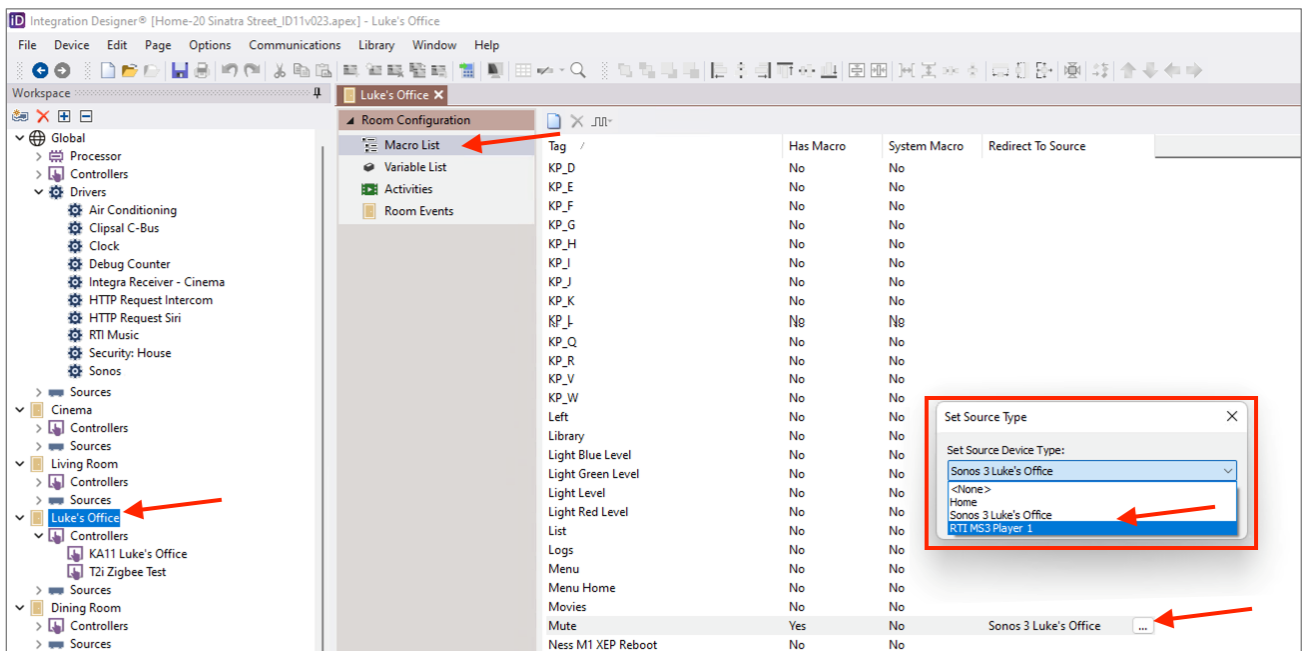 iD Integration Designer® [Home-20 Sinatra Street_ID11v023.apex] - Luke's Office
File Device Edit Page Options Communications Library Window Help
Workspace
Luke's Office
Global
Processor
Controllers
Drivers
Air Conditioning
Clipsal C-Bus
Clock
Debug Counter
Integra Receiver - Cinema
HTTP Request Intercom
HTTP Request Siri
RTI Music
Security: House
Sonos
Sources
Cinema
Controllers
Sources
Living Room
Controllers
Sources
Luke's Office
Controllers
KA11 Luke's Office
T2i Zigbee Test
Sources
Dining Room
Controllers
Sources
Room Configuration
Macro List
Variable List
Activities
Room Events
Tag / Has Macro System Macro Redirect To Source
KP_D No No
KP_E No No
KP_F No No
KP_G No No
KP_H No No
KP_I No No
KP_J No No
KP_K No No
KP_Q No No
KP_R No No
KP_V No No
KP_W No No
Left No No
Library No No
Light Blue Level No No
Light Green Level No No
Light Level No No
Light Red Level No No
List No No
Logs No No
Menu No No
Menu Home No No
Movies No No
Mute Yes No Sonos 3 Luke's Office ...
Ness M1 XEP Reboot No No
Set Source Type
Set Source Device Type:
Sonos 3 Luke's Office
<None>
Home
Sonos 3 Luke's Office
RTI MS3 Player 1